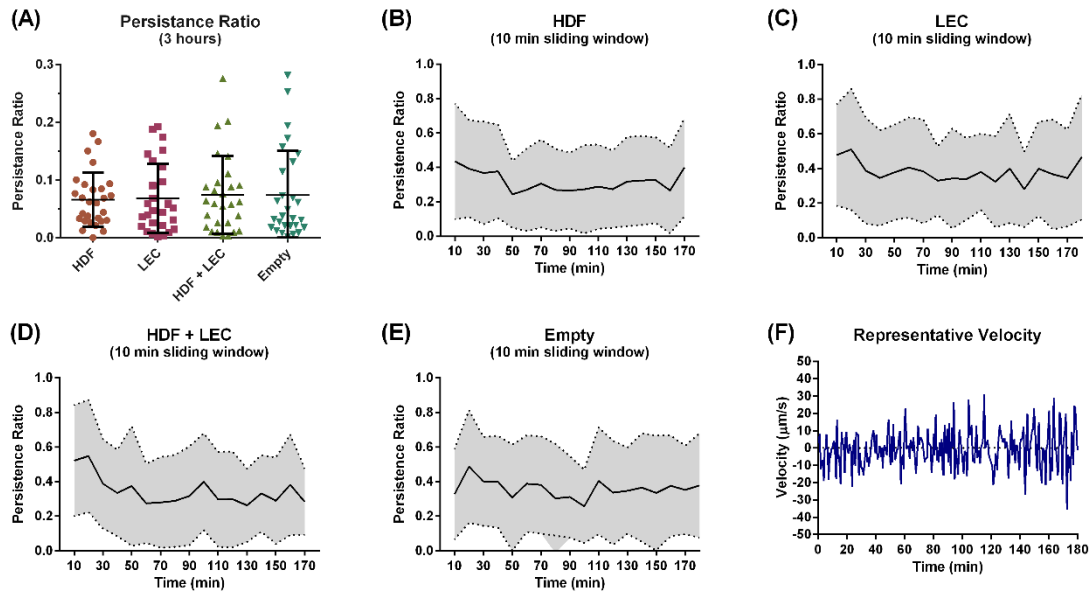 (A)
Persistance Ratio
(3 hours)
Persistence Ratio
0.3
0.2
0.1
0.0
HDF
LEC
HDF + LEC
Empty
(B)
HDF
(10 min sliding window)
Persistence Ratio
1.0
0.8
0.6
0.4
0.2
0.0
10 30 50 70 90 110 130 150 170
Time (min)
(C)
LEC
(10 min sliding window)
Persistence Ratio
1.0
0.8
0.6
0.4
0.2
0.0
10 30 50 70 90 110 130 150 170
Time (min)
(D)
HDF + LEC
(10 min sliding window)
Persistence Ratio
1.0
0.8
0.6
0.4
0.2
0.0
10 30 50 70 90 110 130 150 170
Time (min)
(E)
Empty
(10 min sliding window)
Persistence Ratio
1.0
0.8
0.6
0.4
0.2
0.0
10 30 50 70 90 110 130 150 170
Time (min)
(F)
Representative Velocity
Velocity (µm/s)
50
40
30
20
10
0
-10
-20
-30
-40
-50
0 20 40 60 80 100 120 140 160 180
Time (min)